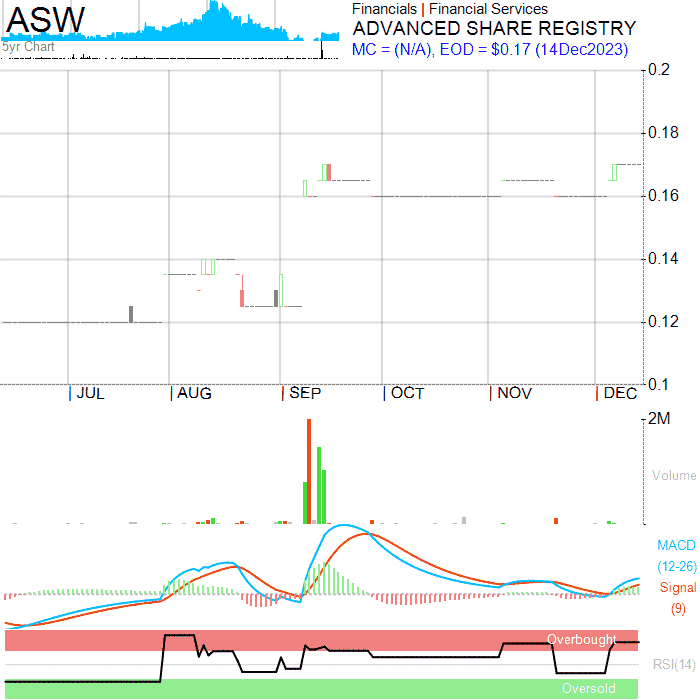 ASW
5yr Chart
Financials | Financial Services
ADVANCED SHARE REGISTRY
MC = (N/A), EOD = $0.17 (14Dec2023)
0.2
0.18
0.16
0.14
0.12
0.1
JUL AUG SEP OCT NOV DEC
2M
Volume
MACD
(12-26)
Signal
(9)
Overbought
RSI(14)
Oversold